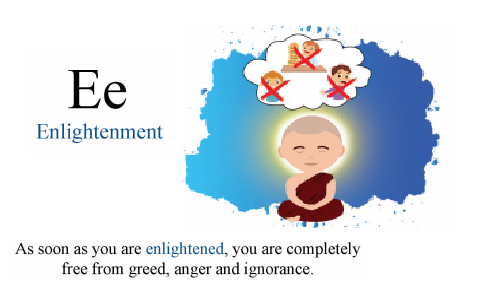 Ee
Enlightenment
As soon as you are enlightened, you are completely
free from greed, anger and ignorance.